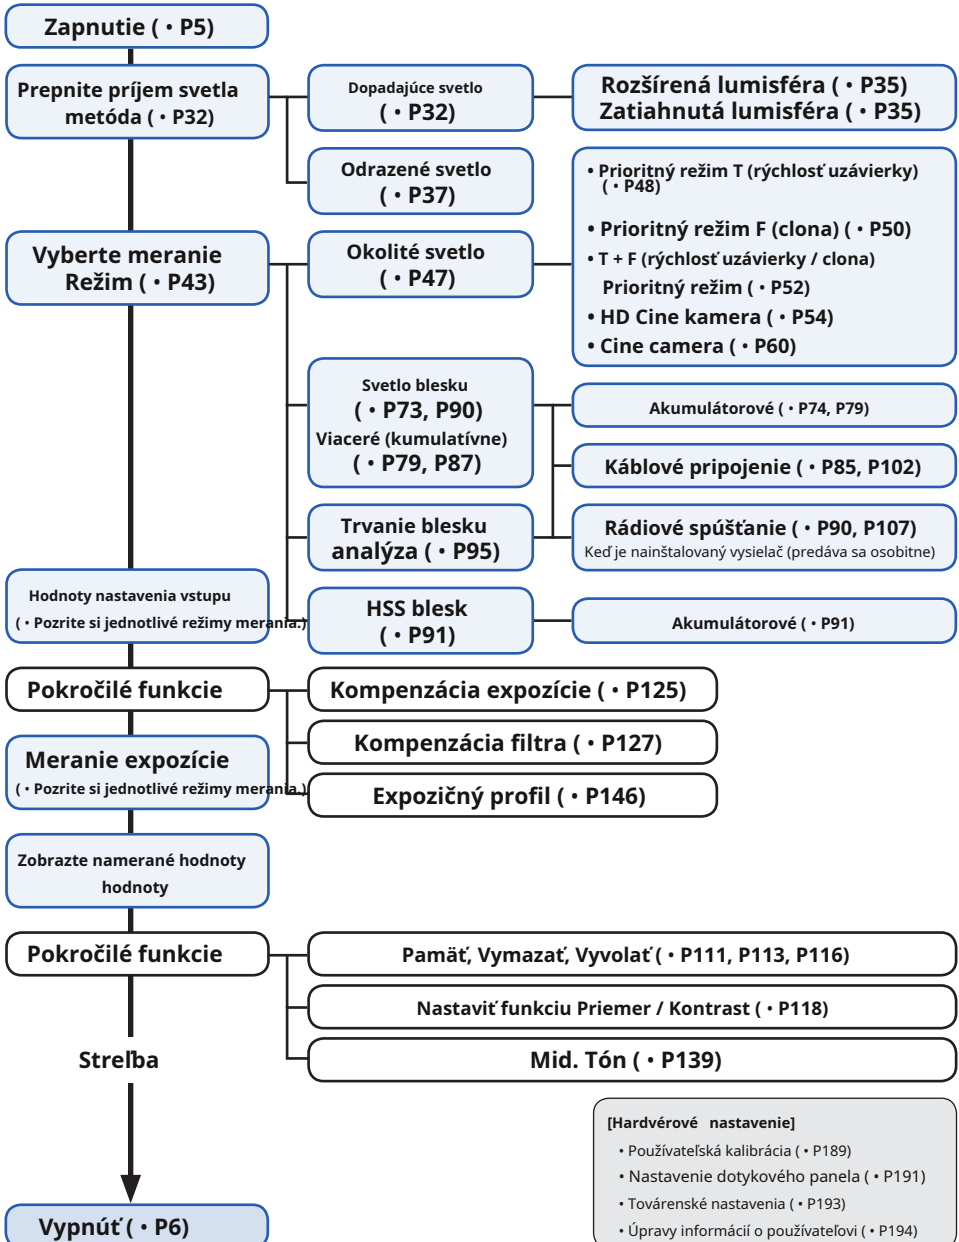 Zapnutie ( • P5)
Prepnite príjem svetla
metóda ( • P32)
Dopadajúce svetlo
( • P32)
Rozšírená lumisféra ( • P35)
Zatiahnutá lumisféra ( • P35)
Odrazené svetlo
( • P37)
Vyberte meranie
Režim ( • P43)
Okolité svetlo
( • P47)
• Prioritný režim T (rýchlosť uzávierky)
( • P48)
• Prioritný režim F (clona) ( • P50)
• T + F (rýchlosť uzávierky / clona)
Prioritný režim ( • P52)
• HD Cine kamera ( • P54)
• Cine camera ( • P60)
Svetlo blesku
( • P73, P90)
Viaceré (kumulatívne)
( • P79, P87)
Akumulátorové ( • P74, P79)
Káblové pripojenie ( • P85, P102)
Trvanie blesku
analýza ( • P95)
Rádiové spúšťanie ( • P90, P107)
Keď je nainštalovaný vysielač (predáva sa osobitne)
Hodnoty nastavenia vstupu
( • Pozrite si jednotlivé režimy merania.)
HSS blesk
( • P91)
Akumulátorové ( • P91)
Pokročilé funkcie
Kompenzácia expozície ( • P125)
Kompenzácia filtra ( • P127)
Expozičný profil ( • P146)
Meranie expozície
( • Pozrite si jednotlivé režimy merania.)
Zobrazte namerané hodnoty
hodnoty
Pokročilé funkcie
Pamäť, Vymazať, Vyvolať ( • P111, P113, P116)
Nastaviť funkciu Priemer / Kontrast ( • P118)
Mid. Tón ( • P139)
Streľba
[Hardvérové nastavenie]
• Používateľská kalibrácia ( • P189)
• Nastavenie dotykového panela ( • P191)
• Továrenské nastavenia ( • P193)
• Úpravy informácií o používateľovi ( • P194)
Vypnúť ( • P6)